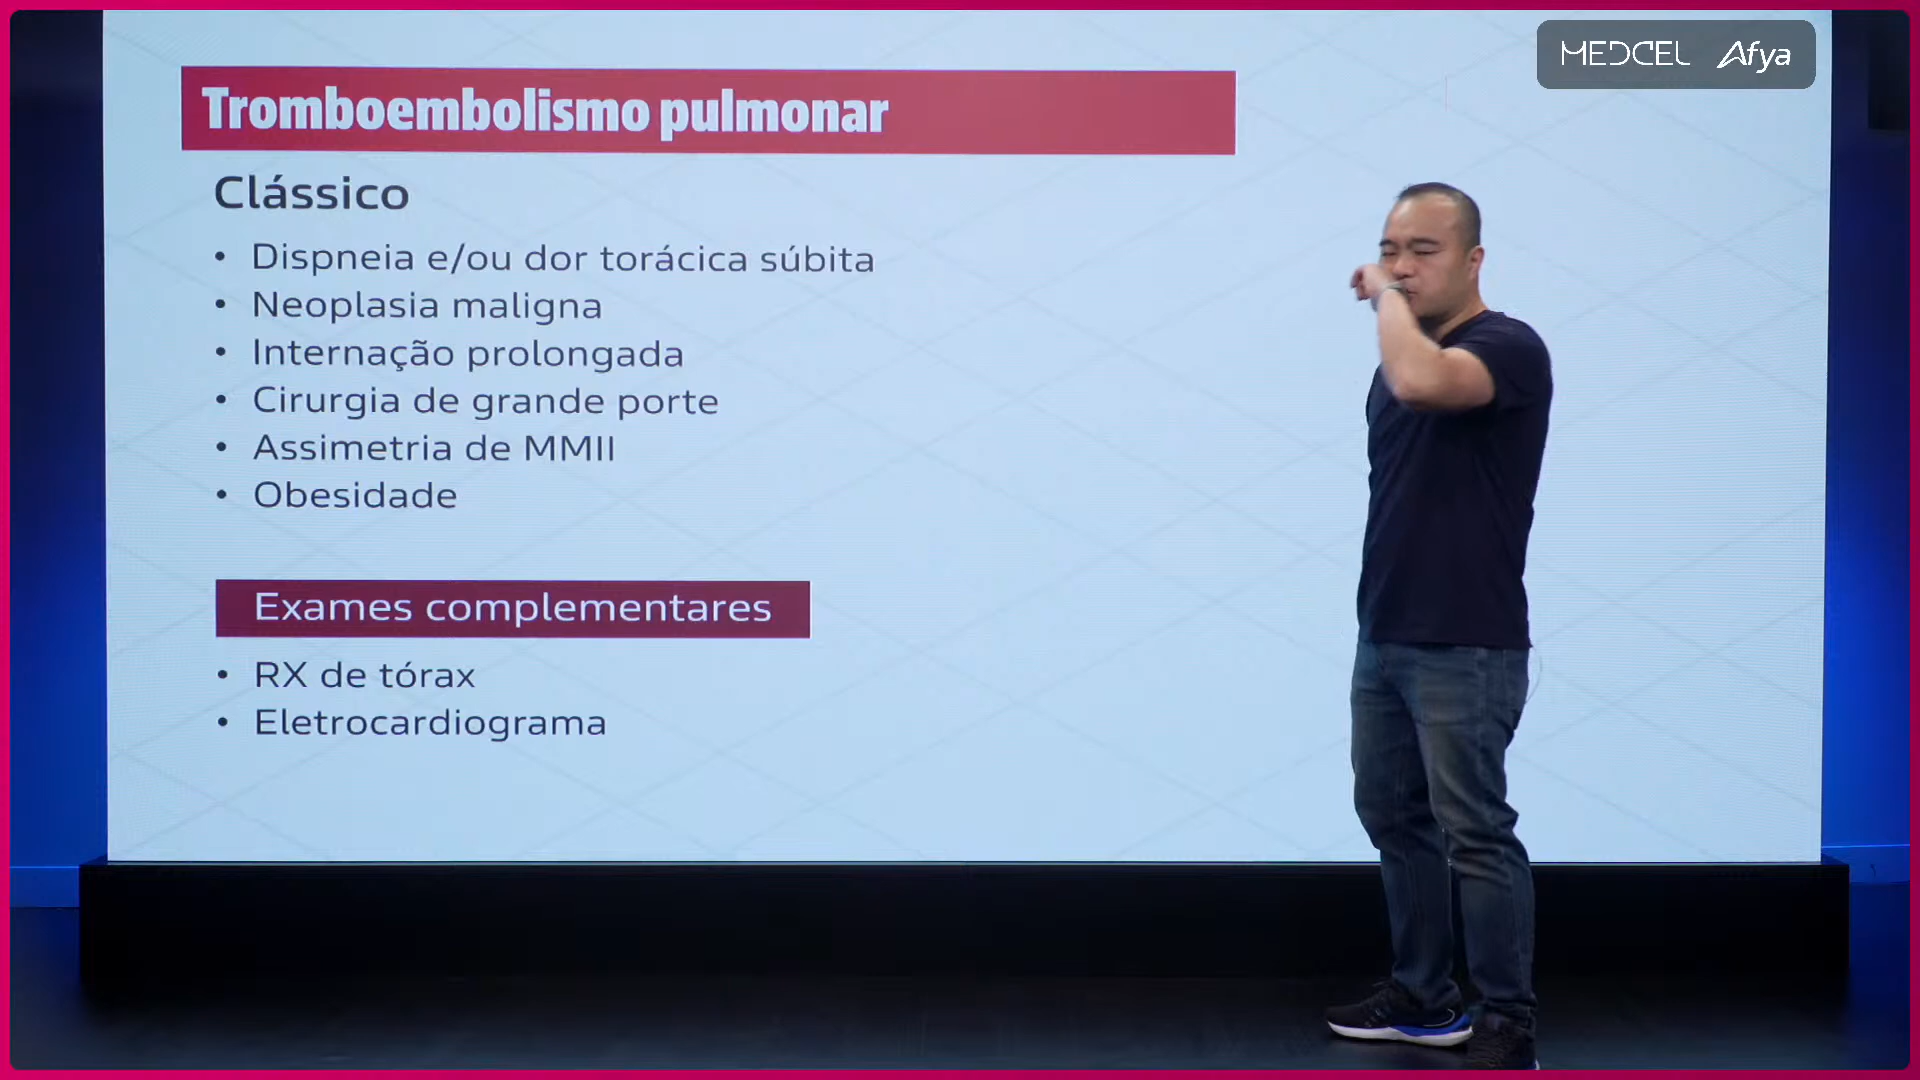 MEDCEL Afya
Tromboembolismo pulmonar
Clássico
• Dispneia e/ou dor torácica súbita
• Neoplasia maligna
• Internação prolongada
• Cirurgia de grande porte
• Assimetria de MMII
• Obesidade
Exames complementares
• RX de tórax
• Eletrocardiograma